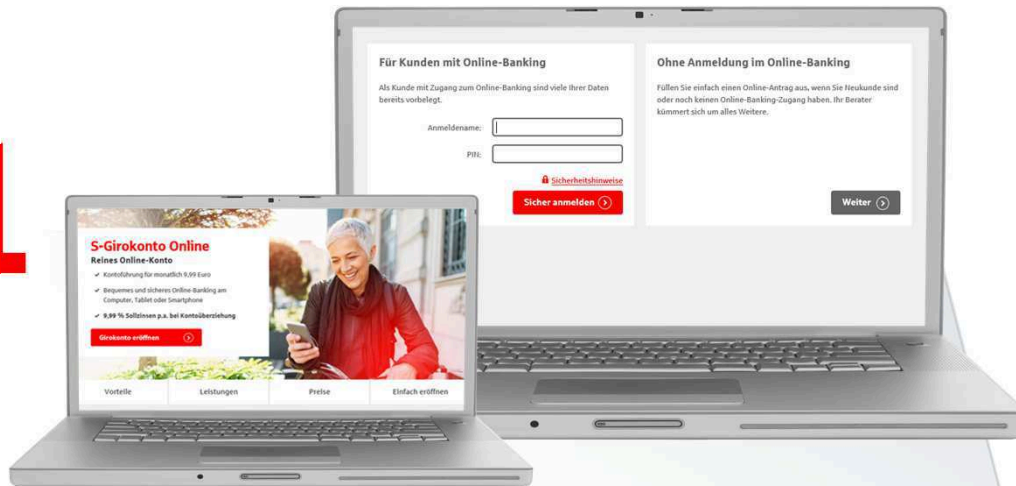 1
Für Kunden mit Online-Banking
Als Kunde mit Zugang zum Online-Banking sind viele Ihrer Daten
bereits vorbelegt.
Anmeldename:
PIN:
Sicherheitshinweise
Sicher anmelden
Ohne Anmeldung im Online-Banking
Füllen Sie einfach einen Online-Antrag aus, wenn Sie Neukunde sind
oder noch keinen Online-Banking-Zugang haben. Ihr Berater
kümmert sich um alles Weitere.
Weiter
S-Girokonto Online
Reines Online-Konto
✓ Kontoführung für monatlich 9,99 Euro
✓ Bequemes und sicheres Online-Banking am
Computer, Tablet oder Smartphone
✓ 9,99 % Sollzinsen p.a. bei Kontoüberziehung
Girokonto eröffnen
Vorteile Leistungen Preise Einfach eröffnen